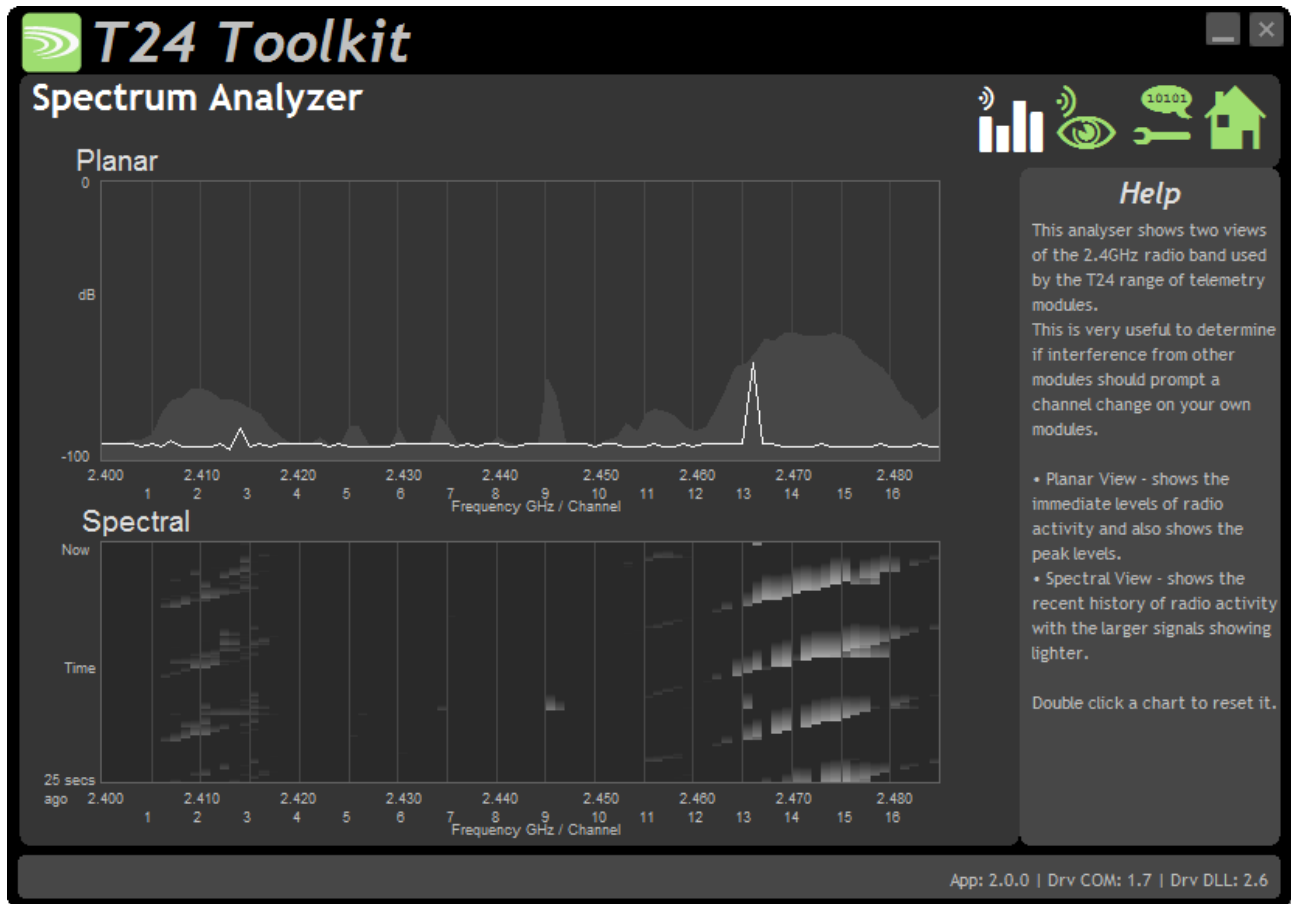 T24 Toolkit
Spectrum Analyzer
10101
Planar
0
dB
-100
2.400 2.410 2.420 2.430 2.440 2.450 2.460 2.470 2.480
1 2 3 4 5 6 7 8 9 10 11 12 13 14 15 16
Frequency GHz / Channel
Spectral
Now
Time
25 secs
ago
2.400 2.410 2.420 2.430 2.440 2.450 2.460 2.470 2.480
1 2 3 4 5 6 7 8 9 10 11 12 13 14 15 16
Frequency GHz / Channel
Help
This analyser shows two views
of the 2.4GHz radio band used
by the T24 range of telemetry
modules.
This is very useful to determine
if interference from other
modules should prompt a
channel change on your own
modules.
• Planar View - shows the
immediate levels of radio
activity and also shows the
peak levels.
• Spectral View - shows the
recent history of radio activity
with the larger signals showing
lighter.
Double click a chart to reset it.
App: 2.0.0 | Drv COM: 1.7 | Drv DLL: 2.6